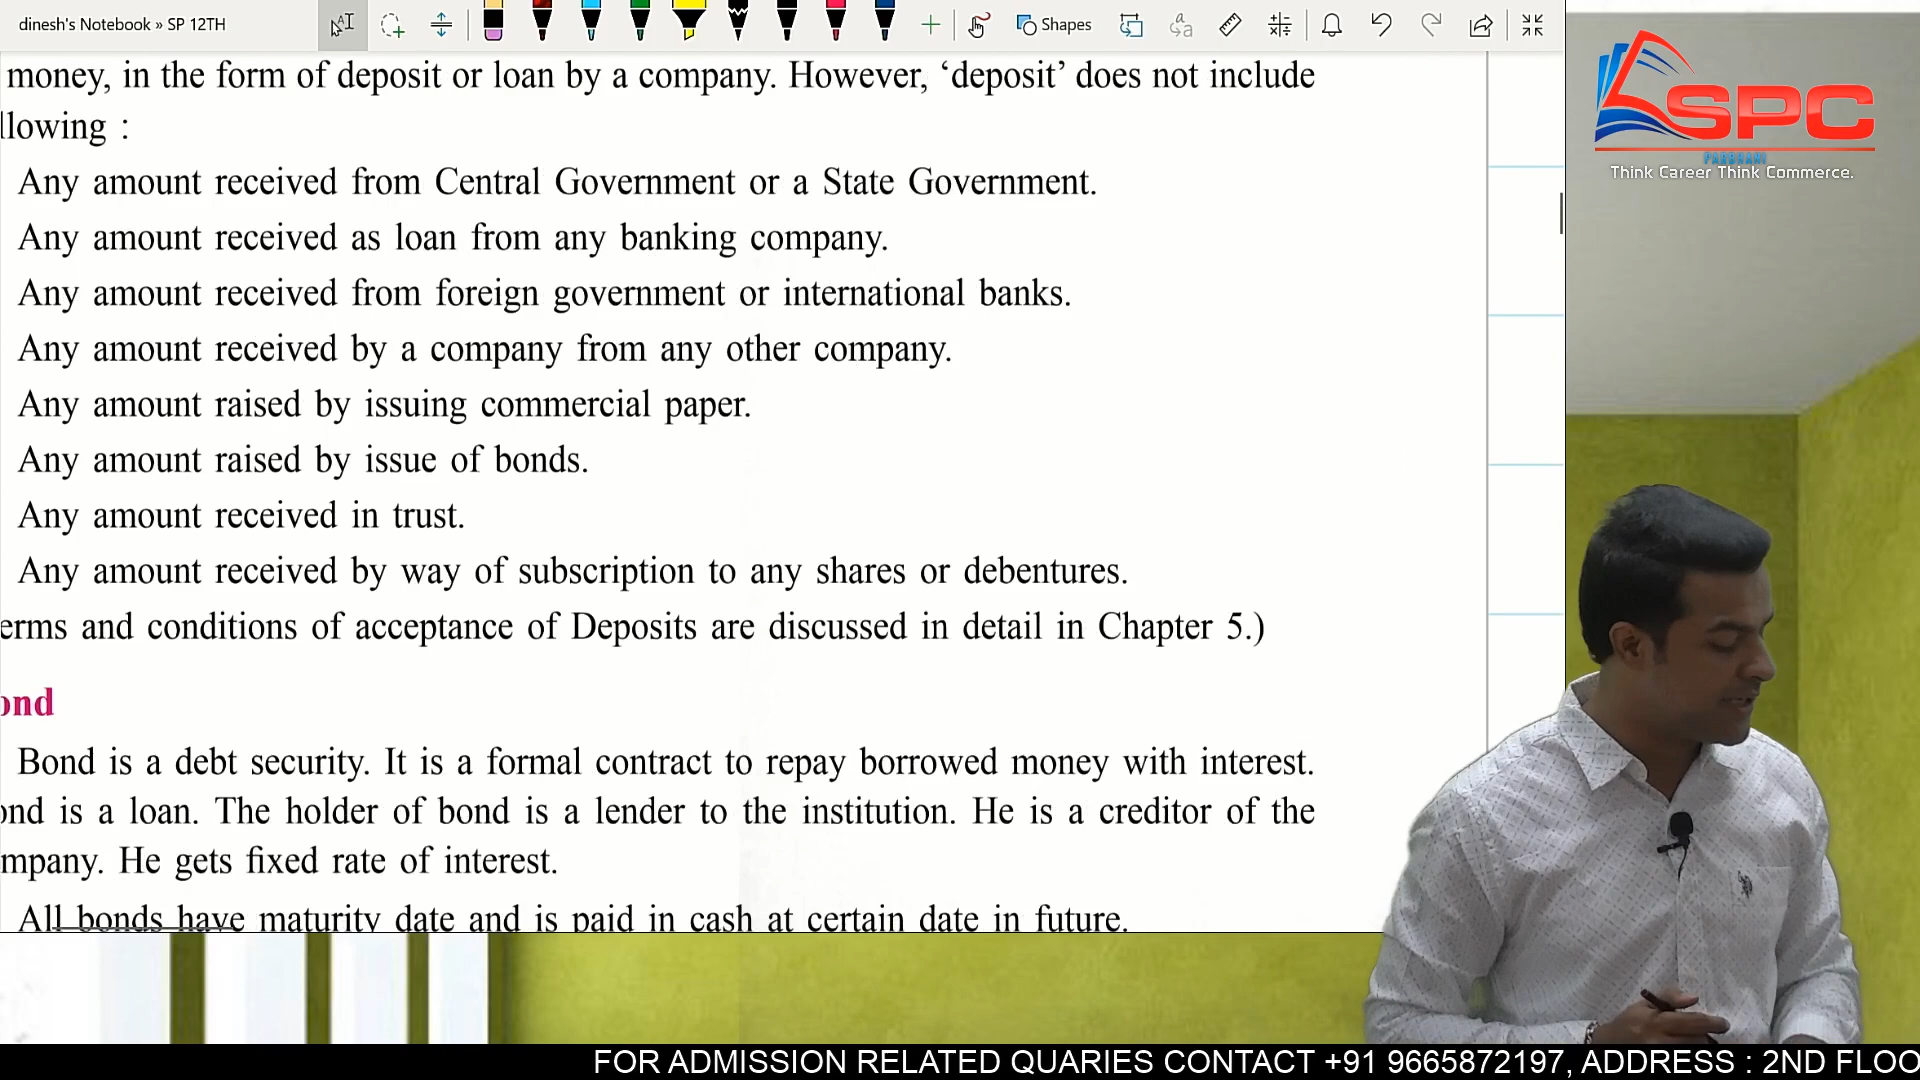 dinesh's Notebook » SP 12TH
Shapes
money, in the form of deposit or loan by a company. However, ‘deposit’ does not include
llowing :
Any amount received from Central Government or a State Government.
Any amount received as loan from any banking company.
Any amount received from foreign government or international banks.
Any amount received by a company from any other company.
Any amount raised by issuing commercial paper.
Any amount raised by issue of bonds.
Any amount received in trust.
Any amount received by way of subscription to any shares or debentures.
erms and conditions of acceptance of Deposits are discussed in detail in Chapter 5.)
ond
Bond is a debt security. It is a formal contract to repay borrowed money with interest.
ond is a loan. The holder of bond is a lender to the institution. He is a creditor of the
mpany. He gets fixed rate of interest.
All bonds have maturity date and is paid in cash at certain date in future.
SPC
PARBHANI
Think Career Think Commerce.
FOR ADMISSION RELATED QUARIES CONTACT +91 9665872197, ADDRESS : 2ND FLOO